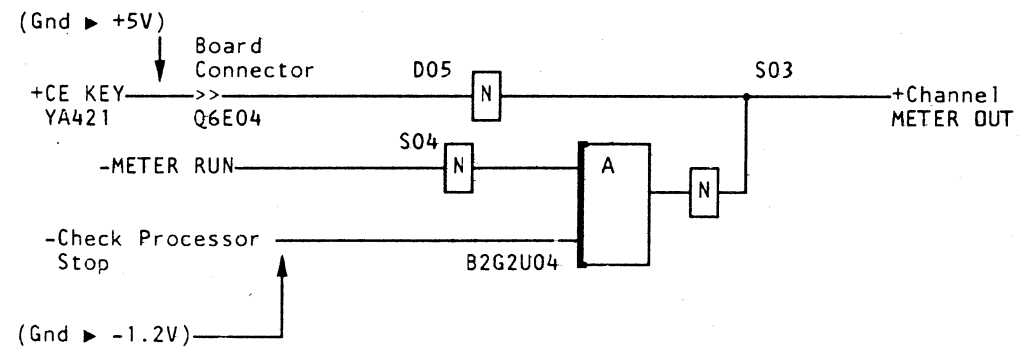 (Gnd ► +5V)
Board
Connector
D05
S03
+CE KEY
>>
N
+Channel
YA421
Q6E04
METER OUT
S04
-METER RUN
N
A
N
-Check Processor
Stop
B2G2U04
(Gnd ► -1.2V)